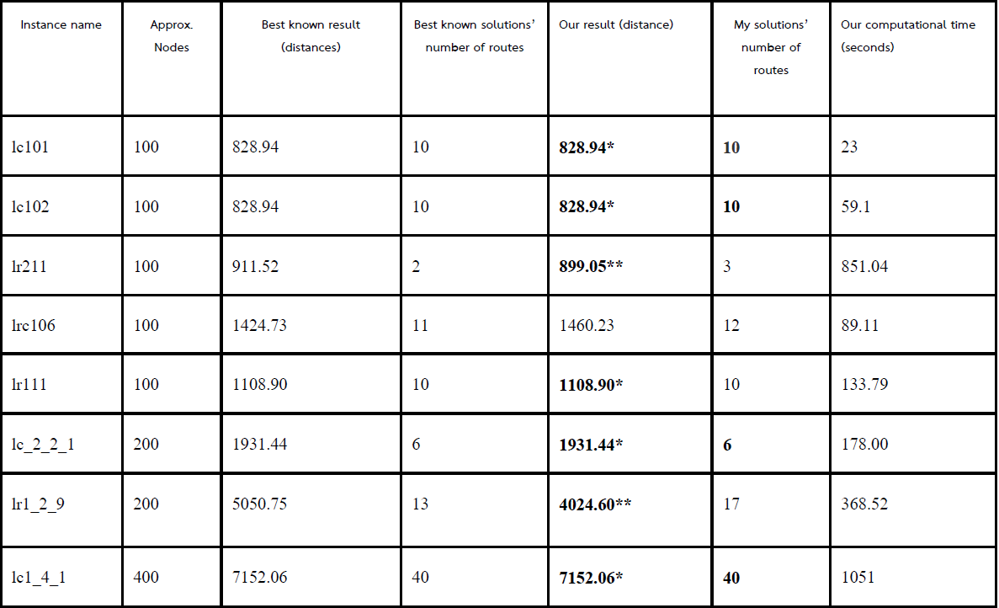 Instance name
Approx.
Nodes
Best known result
(distances)
Best known solutions’
number of routes
Our result (distance)
My solutions’
number of
routes
Our computational time
(seconds)
lc101 100 828.94 10 828.94* 10 23
lc102 100 828.94 10 828.94* 10 59.1
lr211 100 911.52 2 899.05** 3 851.04
lrc106 100 1424.73 11 1460.23 12 89.11
lr111 100 1108.90 10 1108.90* 10 133.79
lc_2_2_1 200 1931.44 6 1931.44* 6 178.00
lr1_2_9 200 5050.75 13 4024.60** 17 368.52
lc1_4_1 400 7152.06 40 7152.06* 40 1051